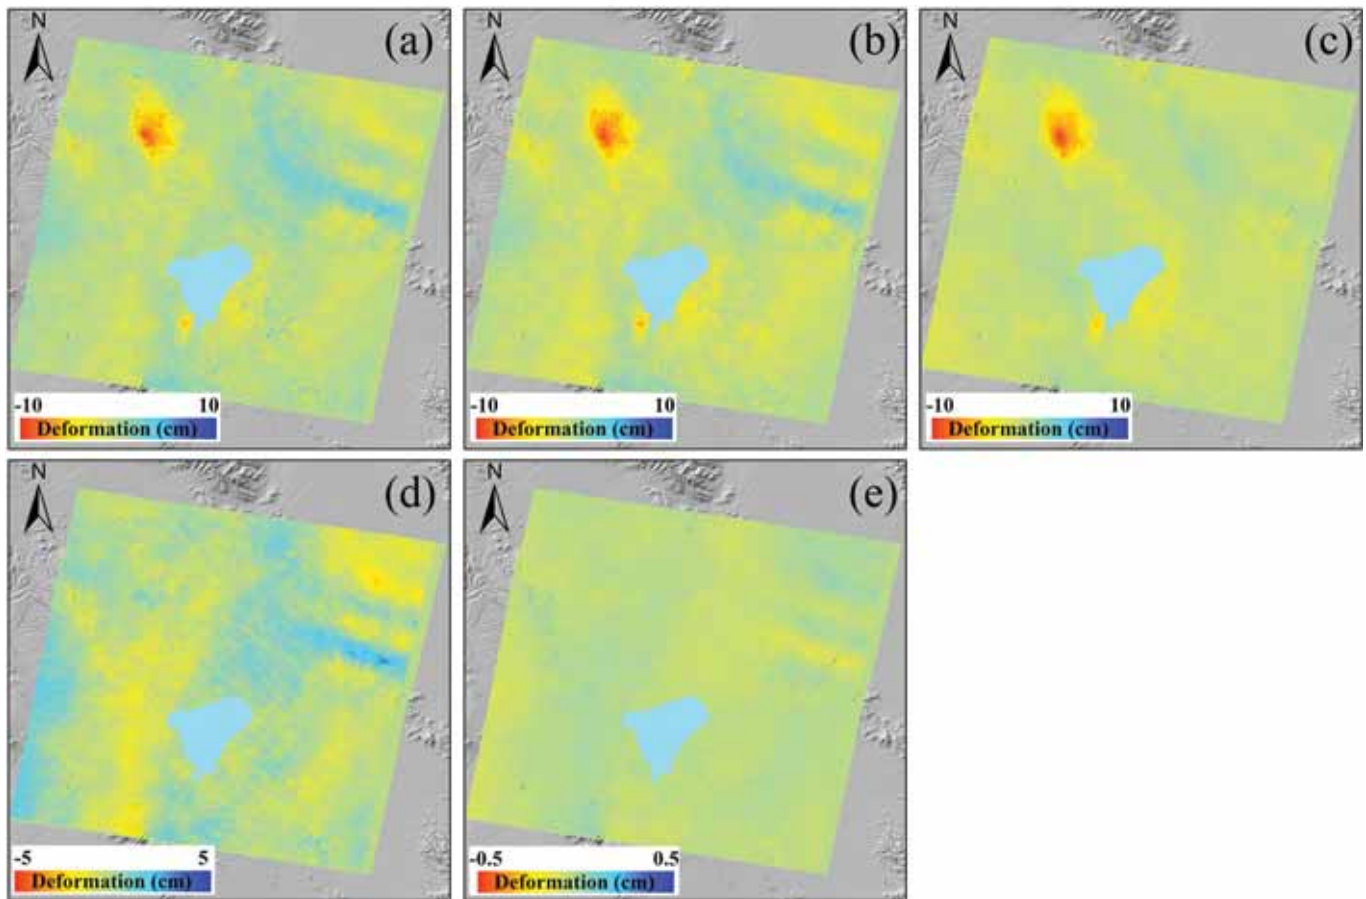 N
(a)
-10 10
Deformation (cm)
N
(b)
-10 10
Deformation (cm)
N
(c)
-10 10
Deformation (cm)
N
(d)
-5 5
Deformation (cm)
N
(e)
-0.5 0.5
Deformation (cm)